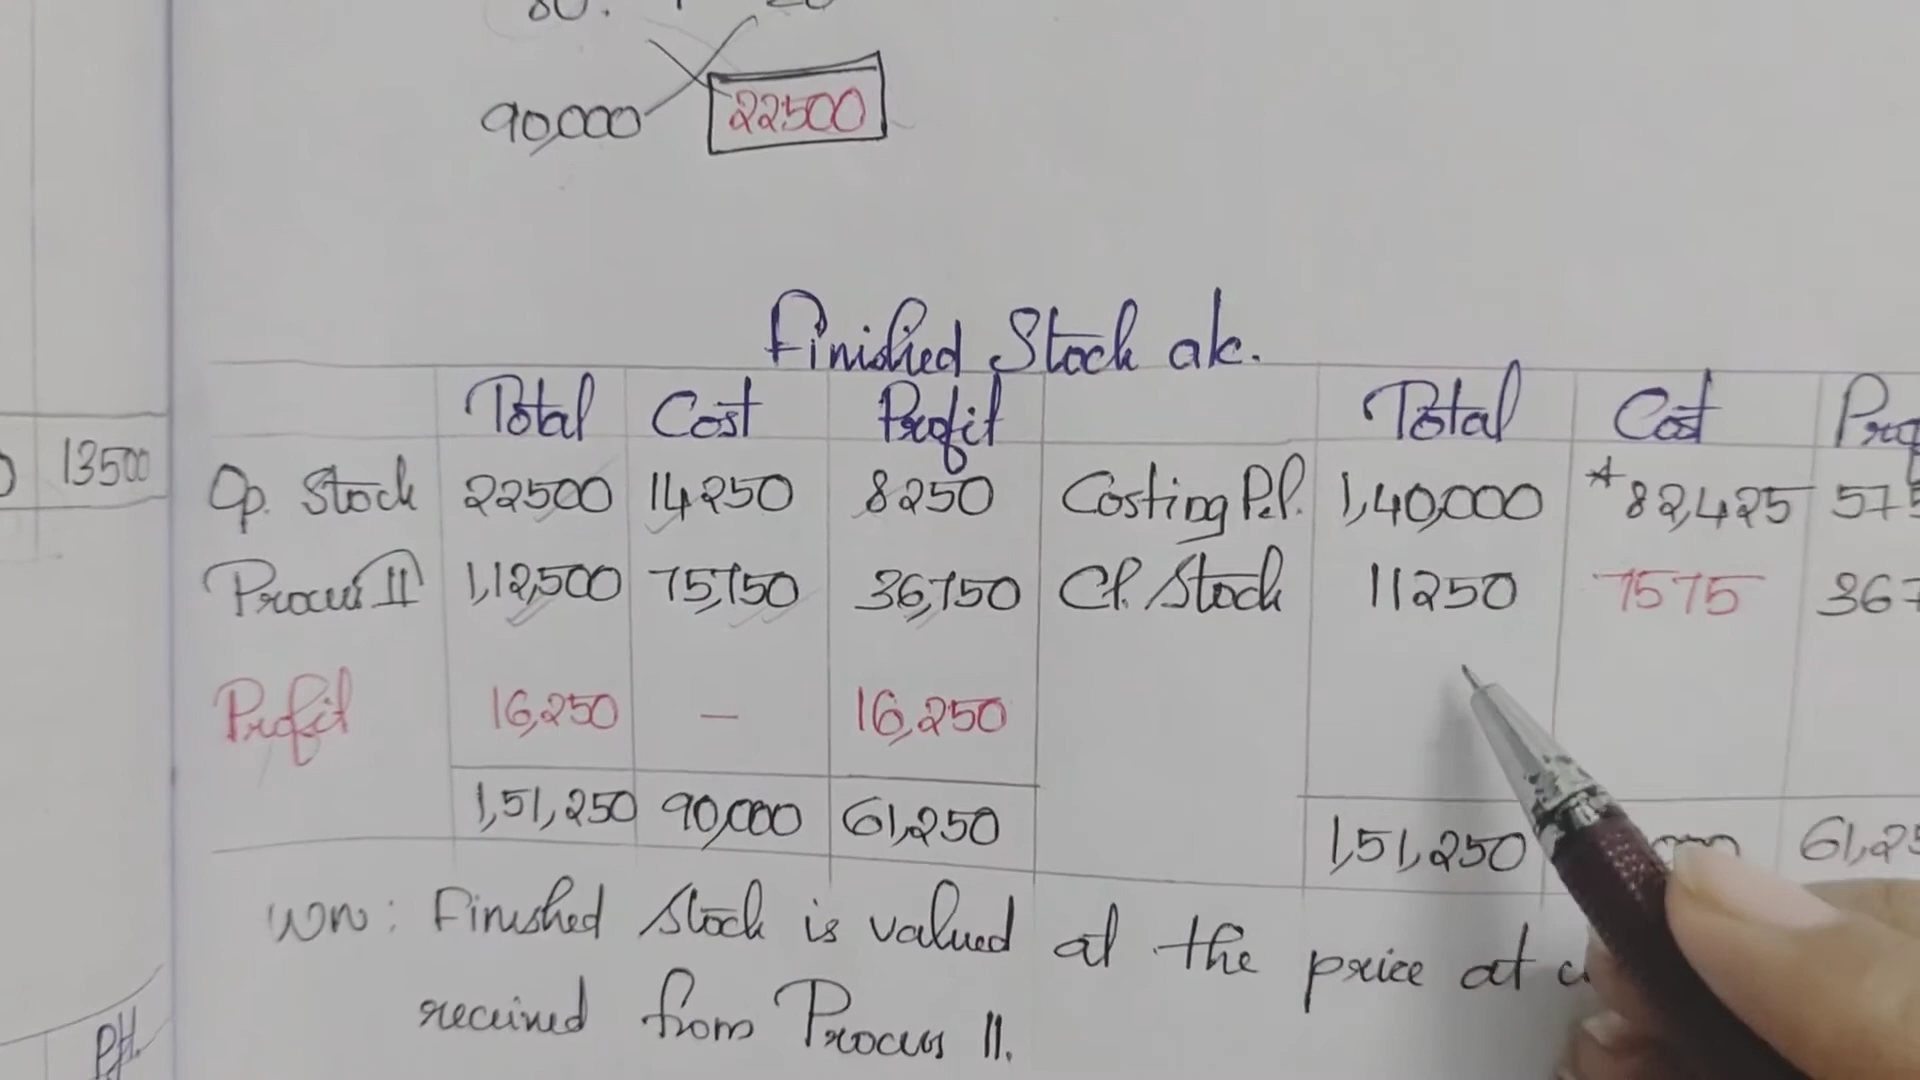 90,000 22500
Finished Stock a/c.
Total Cost Profit Total Cost
13500
Op. Stock 22500 14250 8250 Costing P.l. 1,40,000 *82,425
Process II 1,12,500 75,750 36,750 Cl. Stock 11250 7575
Profit 16,250 — 16,250
1,51,250 90,000 61,250 1,51,250
WN: Finished Stock is valued at the price at
received from Process II.